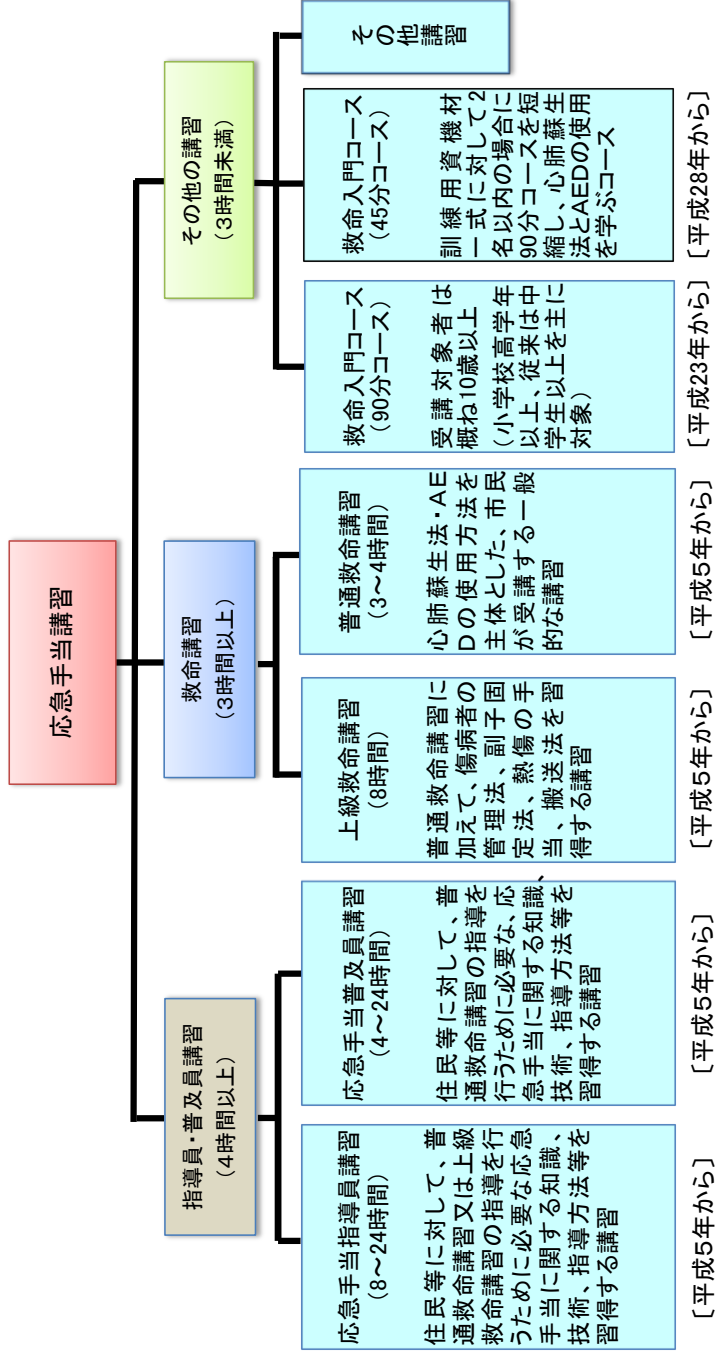 応急手当講習
指導員・普及員講習
（4時間以上）
救命講習
（3時間以上）
その他の講習
（3時間未満）
応急手当指導員講習
（8～24時間）
住民等に対して、普
通救命講習又は上級
救命講習の指導を行
うために必要な応急
手当に関する知識、
技術、指導方法等を
習得する講習
［平成5年から］
応急手当普及員講習
（4～24時間）
住民等に対して、普
通救命講習の指導を
行うために必要な、応
急手当に関する知識、
技術、指導方法等を
習得する講習
［平成5年から］
上級救命講習
（8時間）
普通救命講習に
加えて、傷病者の
管理法、副子固
定法、熱傷の手
当、搬送法を習
得する講習
［平成5年から］
普通救命講習
（3～4時間）
心肺蘇生法・AE
Dの使用方法を
主体とした、市民
が受講する一般
的な講習
［平成5年から］
救命入門コース
（90分コース）
受講対象者は
概ね10歳以上
（小学校高学年
以上、従来は中
学生以上を主に
対象）
［平成23年から］
救命入門コース
（45分コース）
訓練用資機材
一式に対して2
名以内の場合に
90分コースを短
縮し、心肺蘇生
法とAEDの使用
を学ぶコース
［平成28年から］
その他
講習